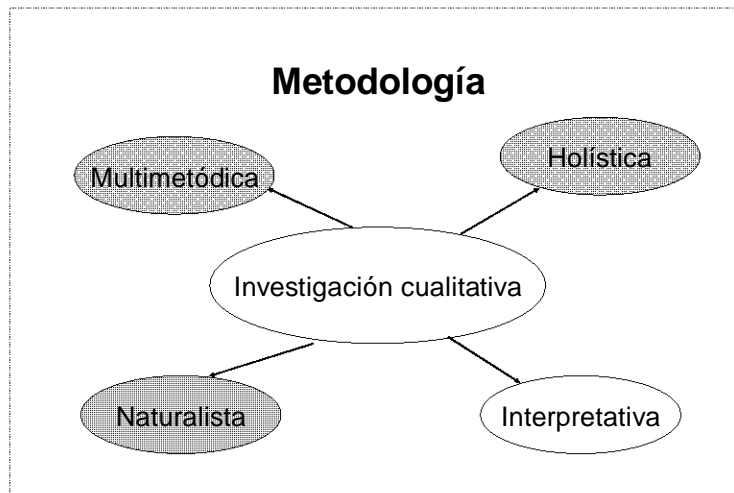 Metodología
Multimetódica
Holística
Investigación cualitativa
Naturalista
Interpretativa